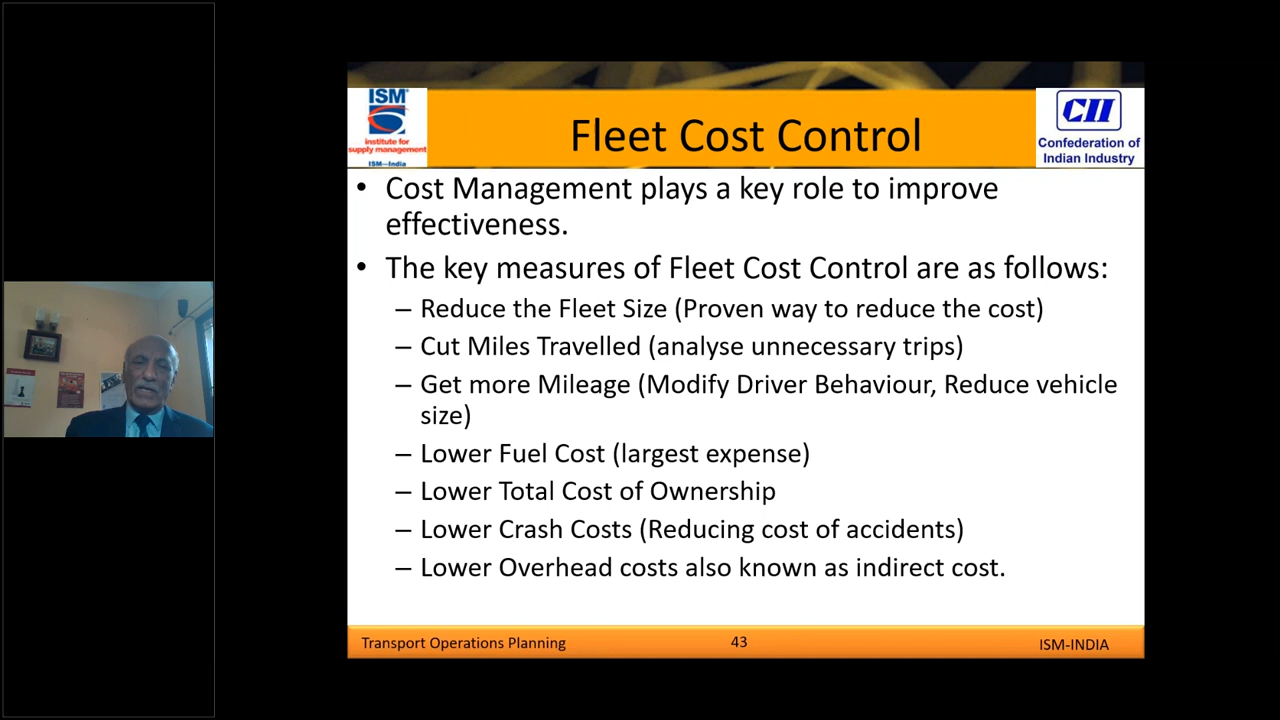 ISM®
institute for
supply management
ISM—India
Fleet Cost Control
CII
Confederation of
Indian Industry
• Cost Management plays a key role to improve
effectiveness.
• The key measures of Fleet Cost Control are as follows:
– Reduce the Fleet Size (Proven way to reduce the cost)
– Cut Miles Travelled (analyse unnecessary trips)
– Get more Mileage (Modify Driver Behaviour, Reduce vehicle
size)
– Lower Fuel Cost (largest expense)
– Lower Total Cost of Ownership
– Lower Crash Costs (Reducing cost of accidents)
– Lower Overhead costs also known as indirect cost.
Transport Operations Planning
43
ISM-INDIA